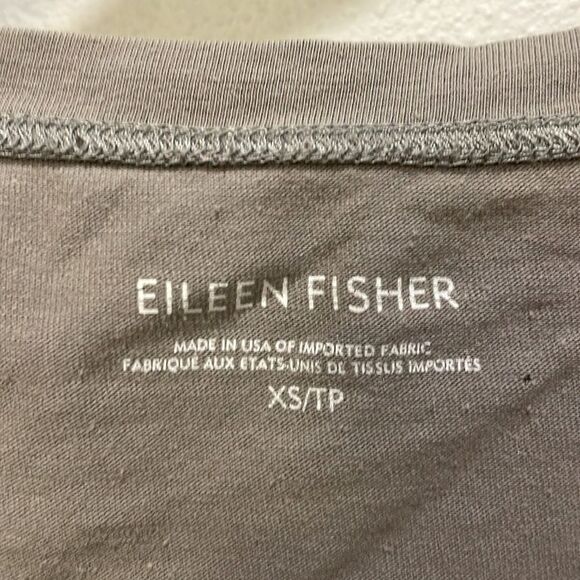 EILEEN FISHER
MADE IN USA OF IMPORTED FABRIC
FABRIQUE AUX ETATS-UNIS DE TISSUS IMPORTÉS
XS/TP